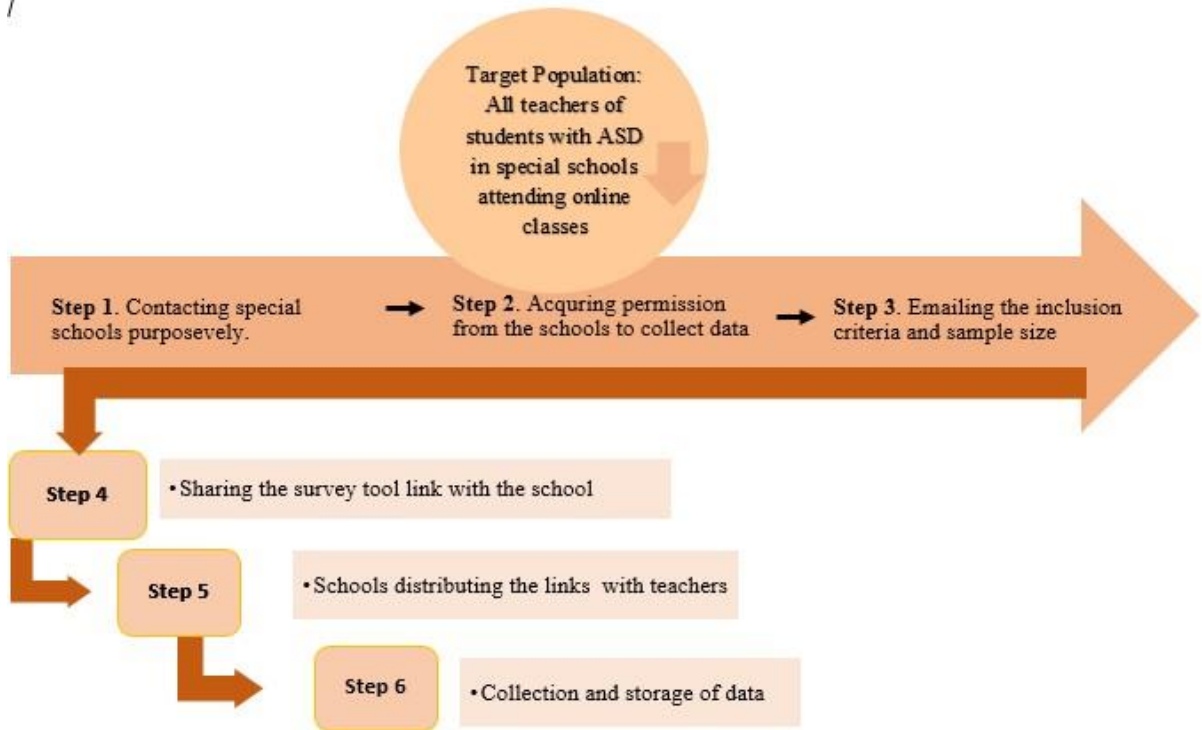 Target Population:
All teachers of
students with ASD
in special schools
attending online
classes
Step 1. Contacting special
schools purposevely.
Step 2. Acquring permission
from the schools to collect data
Step 3. Emailing the inclusion
criteria and sample size
Step 4
•Sharing the survey tool link with the school
Step 5
•Schools distributing the links with teachers
Step 6
•Collection and storage of data